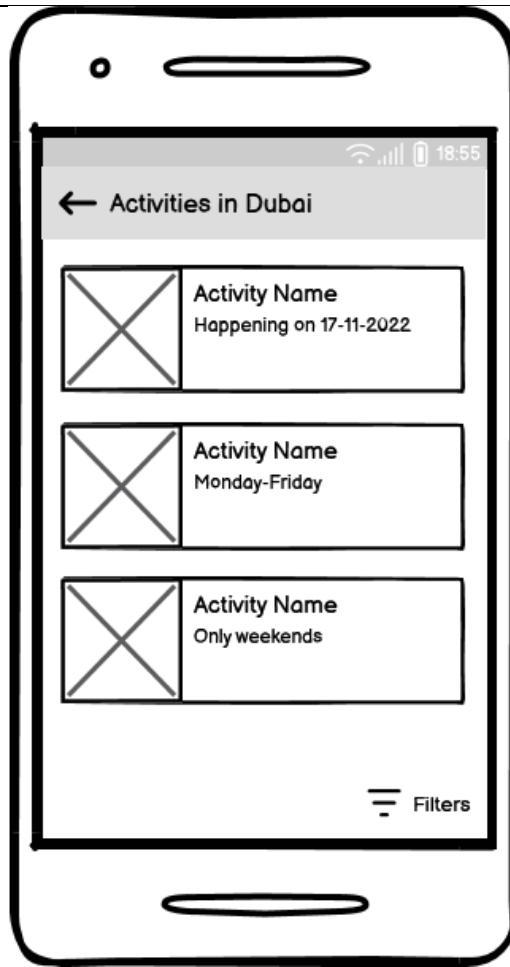 18:55
Activities in Dubai
Activity Name
Happening on 17-11-2022
Activity Name
Monday-Friday
Activity Name
Only weekends
Filters